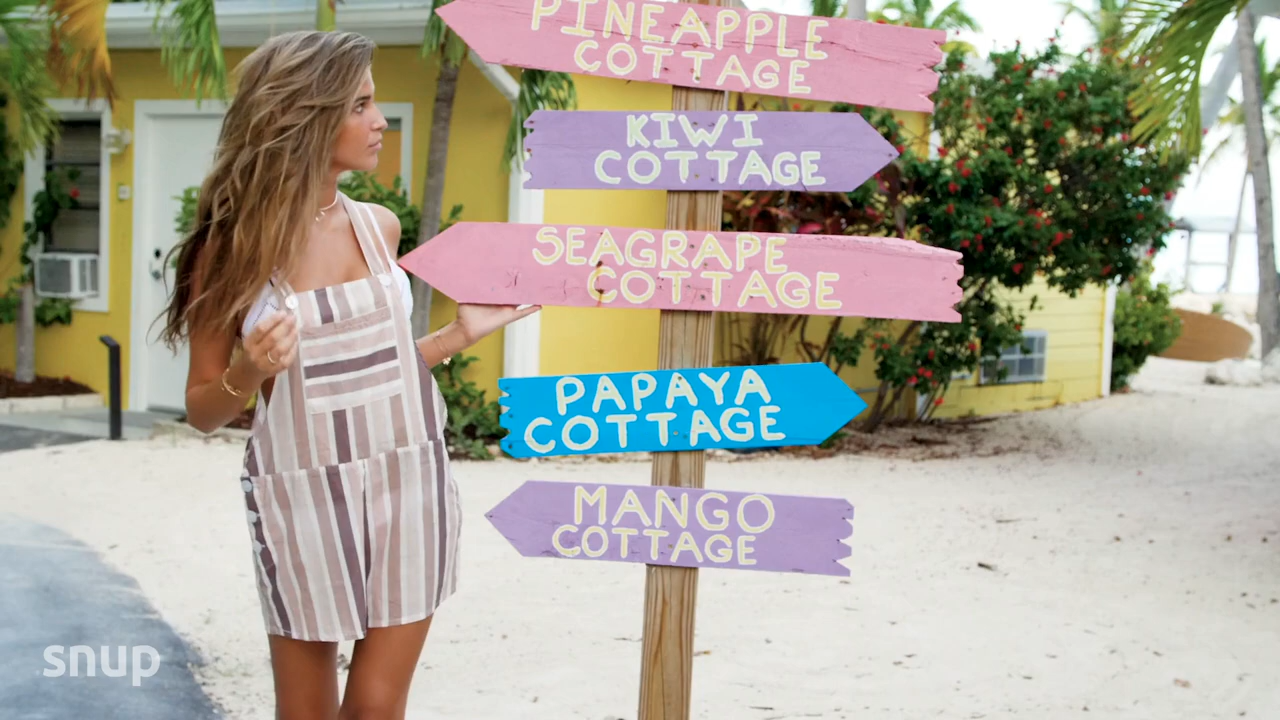 PINEAPPLE
COTTAGE
KIWI
COTTAGE
SEAGRAPE
COTTAGE
PAPAYA
COTTAGE
MANGO
COTTAGE
snup